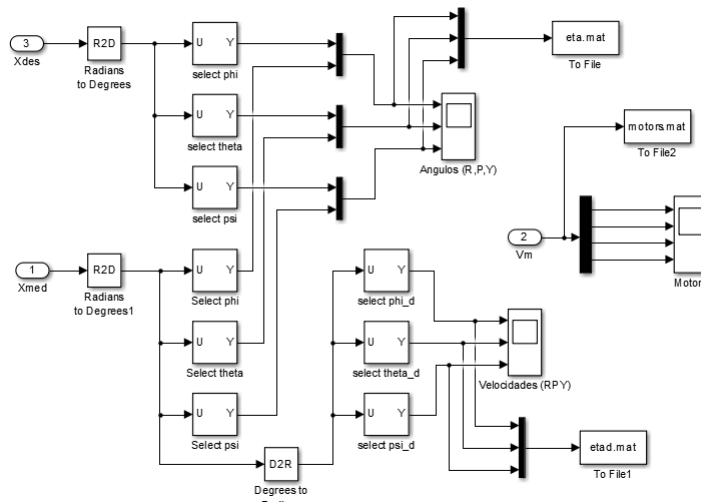 3
Xdes
R2D
Radians
to Degrees
U Y
select phi
U Y
select theta
U Y
select psi
eta.mat
To File
Angulos (R,P,Y)
motors.mat
To File2
2
Vm
Motor
1
Xmed
R2D
Radians
to Degrees1
U Y
Select phi
U Y
Select theta
U Y
Select psi
U Y
select phi_d
U Y
select theta_d
U Y
select psi_d
Velocidades (RPY)
D2R
Degrees to
etad.mat
To File1